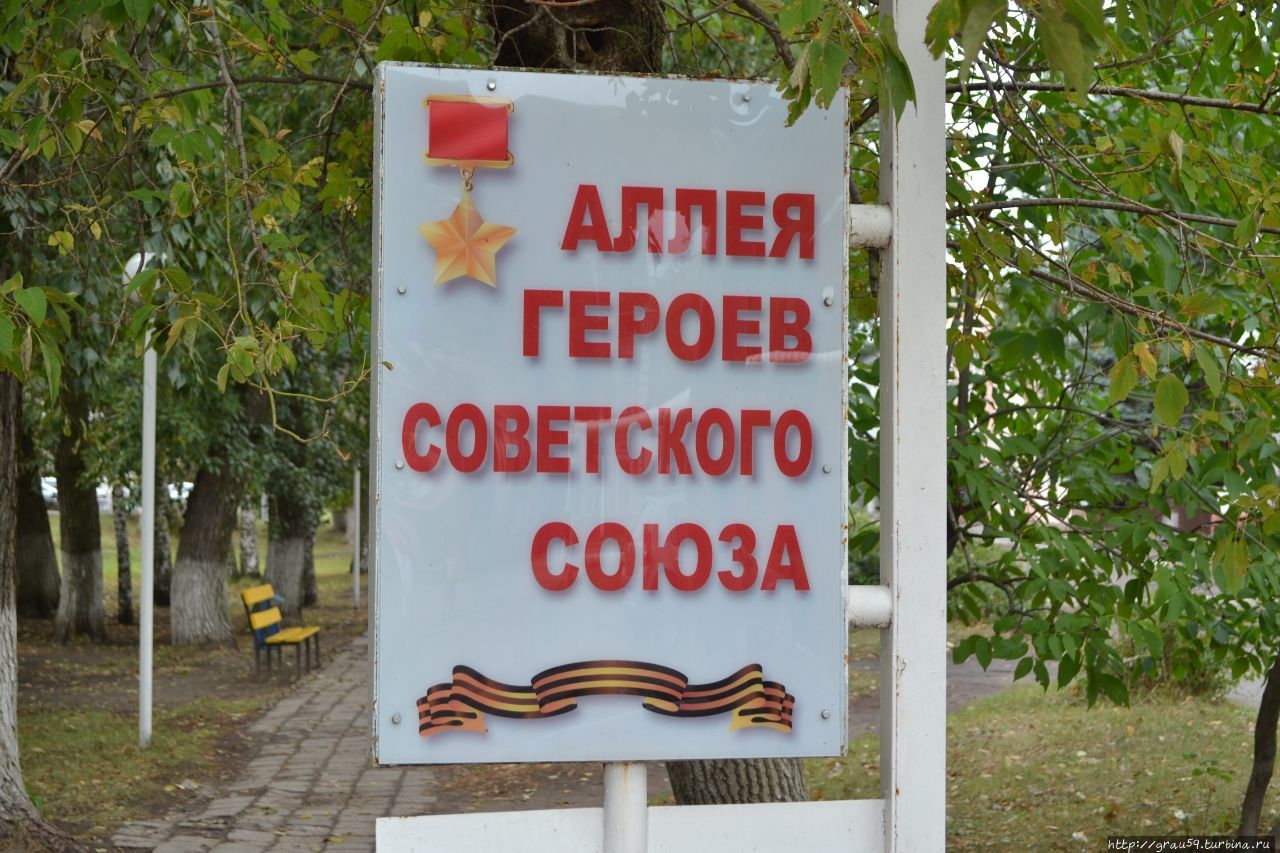 АЛЛЕЯ
ГЕРОЕВ
СОВЕТСКОГО
СОЮЗА
http://grau59.turbina.ru